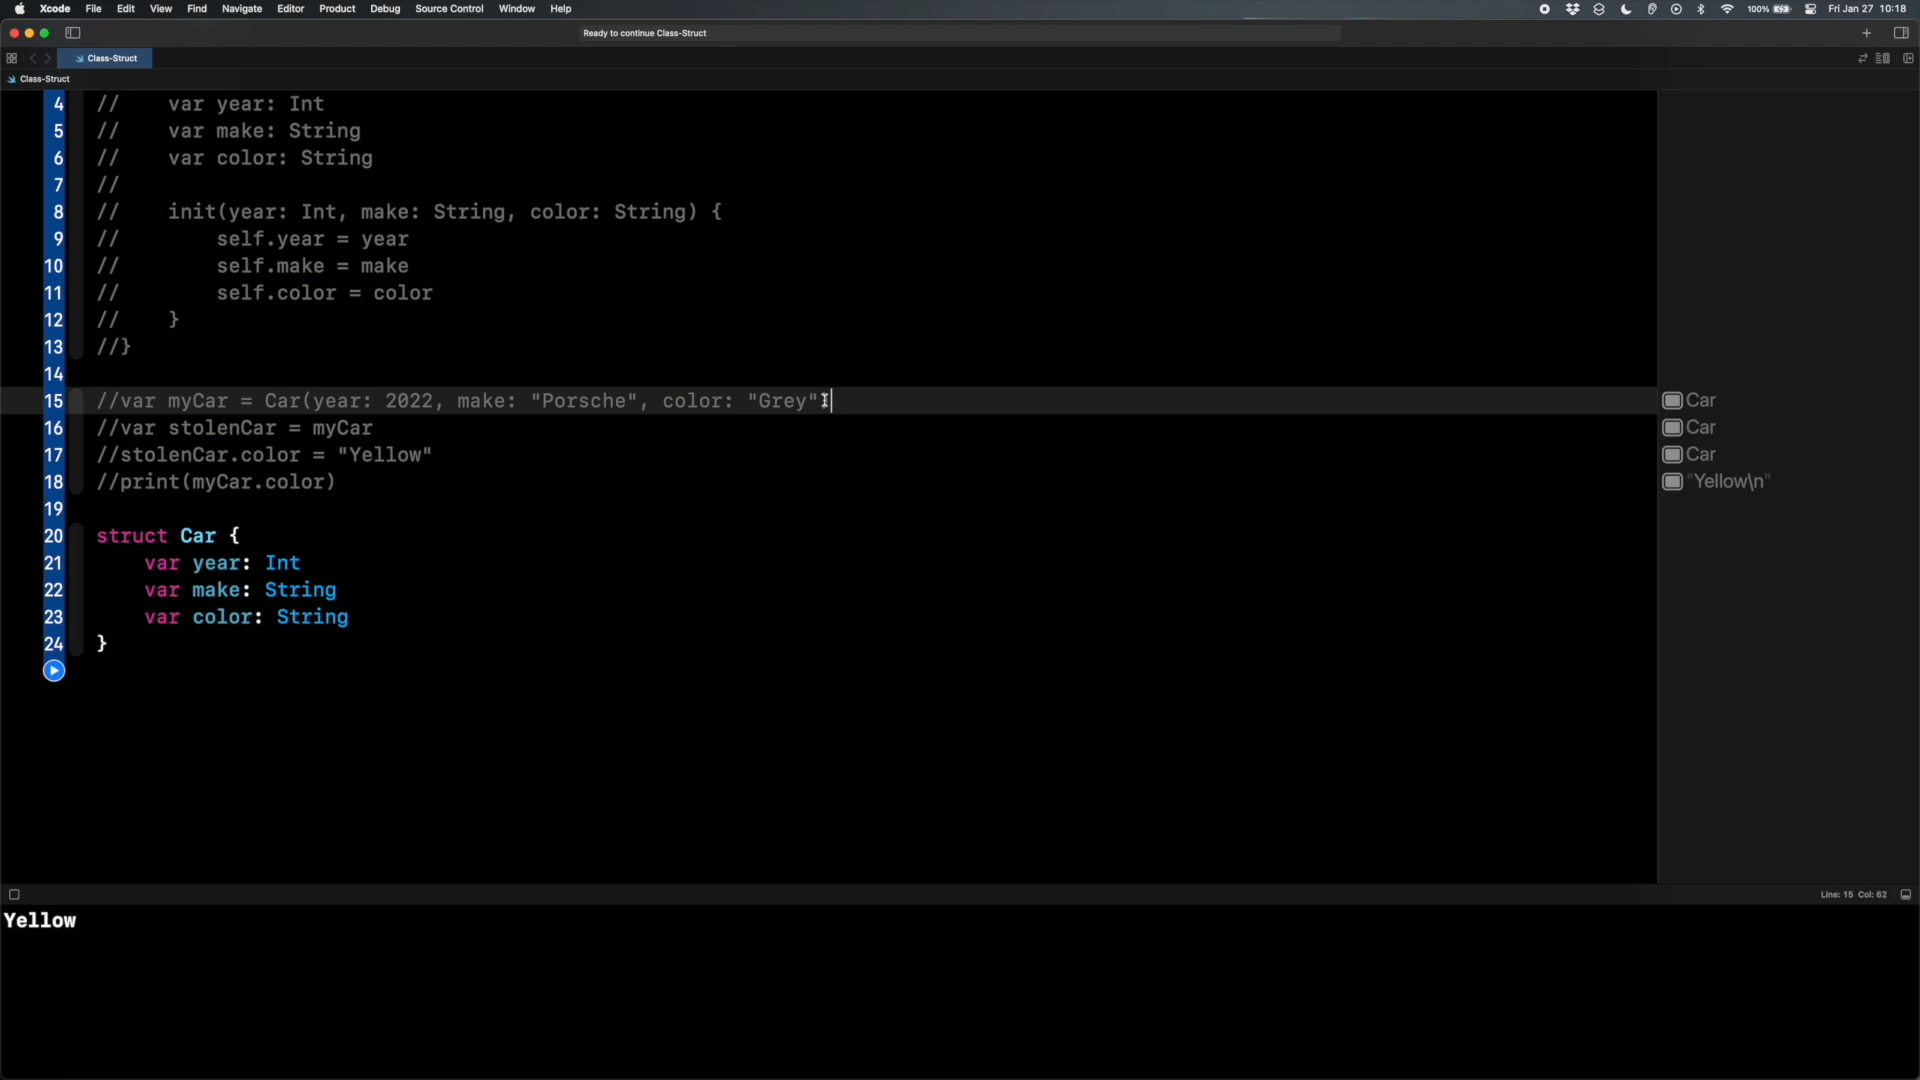 Xcode File Edit View Find Navigate Editor Product Debug Source Control Window Help 100% Fri Jan 27 10:18
Ready to continue Class-Struct
Class-Struct
Class-Struct
4 // var year: Int
5 // var make: String
6 // var color: String
7 //
8 // init(year: Int, make: String, color: String) {
9 // self.year = year
10 // self.make = make
11 // self.color = color
12 // }
13 //}
14
15 //var myCar = Car(year: 2022, make: "Porsche", color: "Grey") Car
16 //var stolenCar = myCar Car
17 //stolenCar.color = "Yellow" Car
18 //print(myCar.color) "Yellow\n"
19
20 struct Car {
21 var year: Int
22 var make: String
23 var color: String
24 }
Line: 15 Col: 62
Yellow